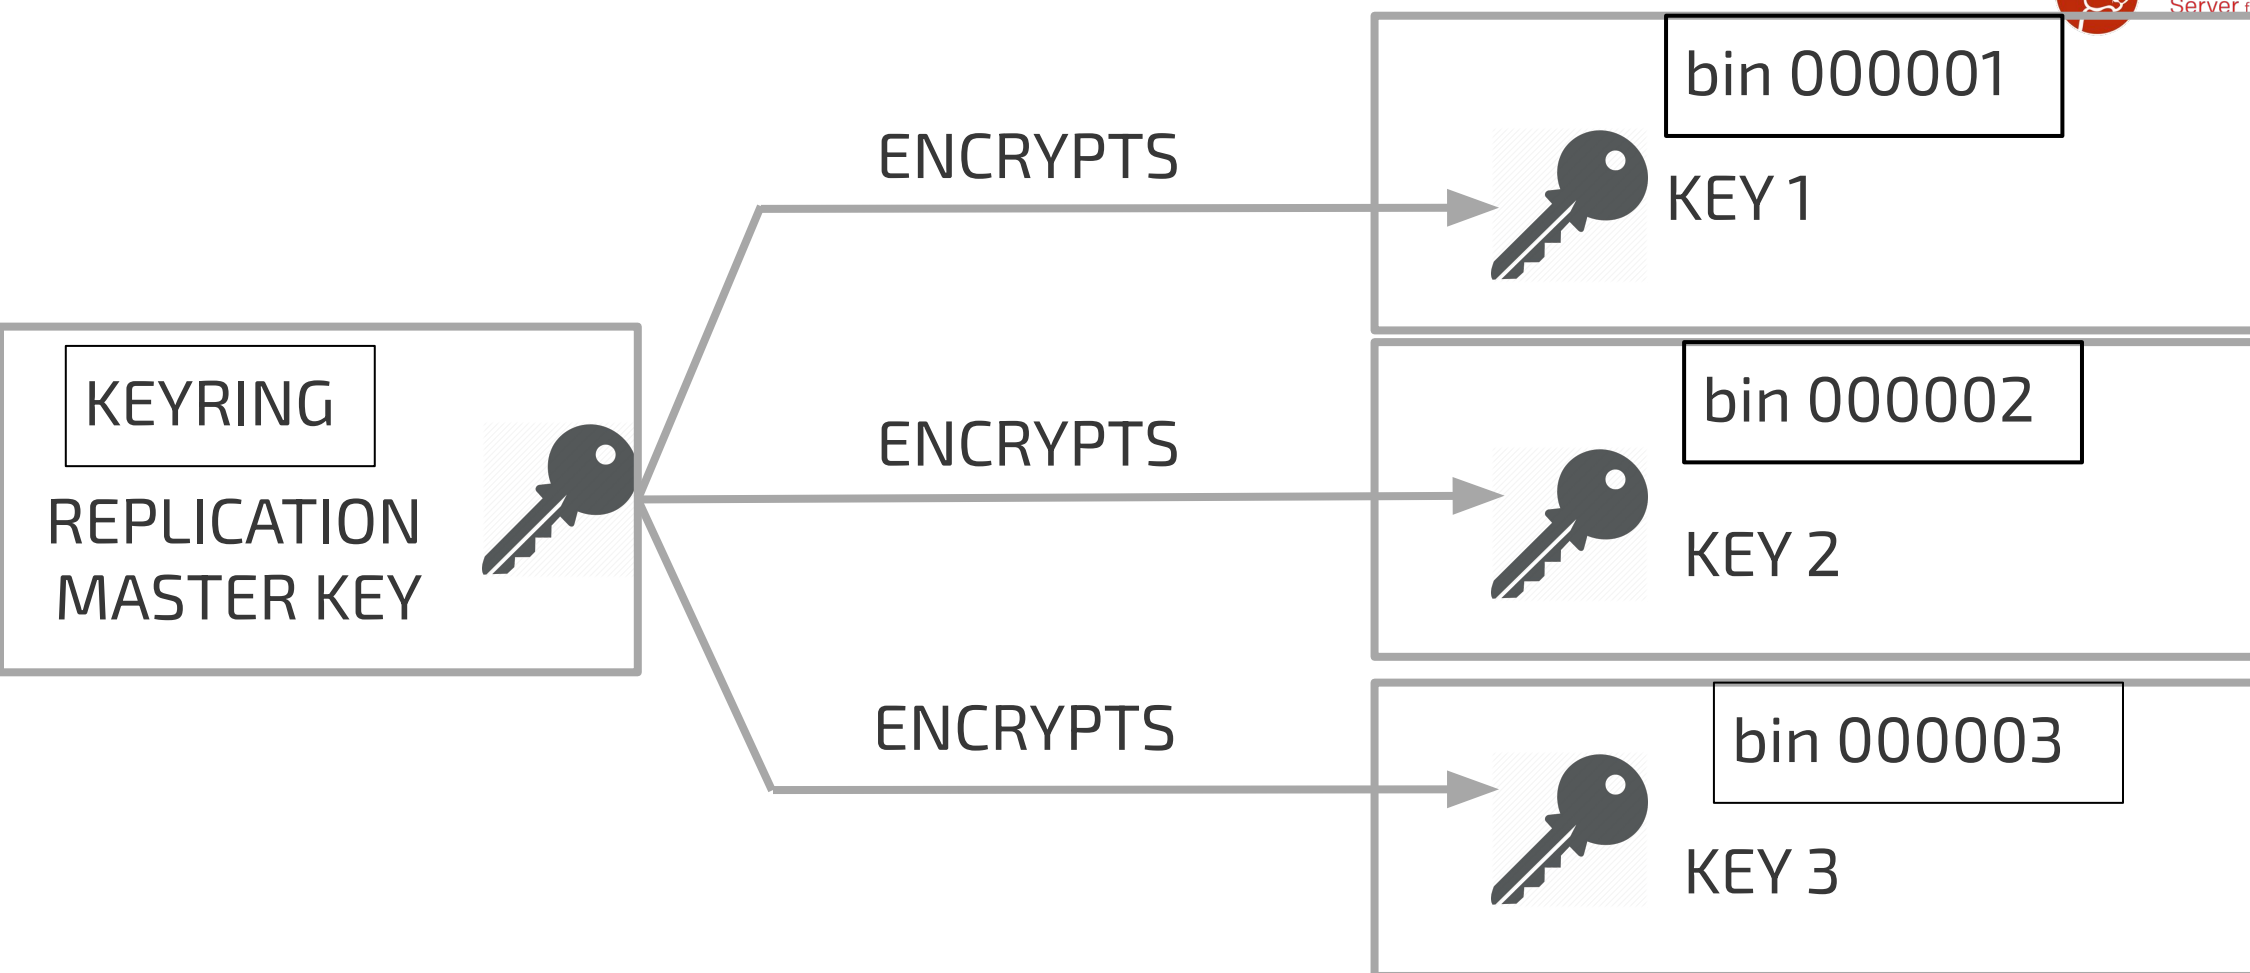 Server
bin 000001
ENCRYPTS
KEY 1
KEYRING
REPLICATION
MASTER KEY
ENCRYPTS
bin 000002
KEY 2
ENCRYPTS
bin 000003
KEY 3